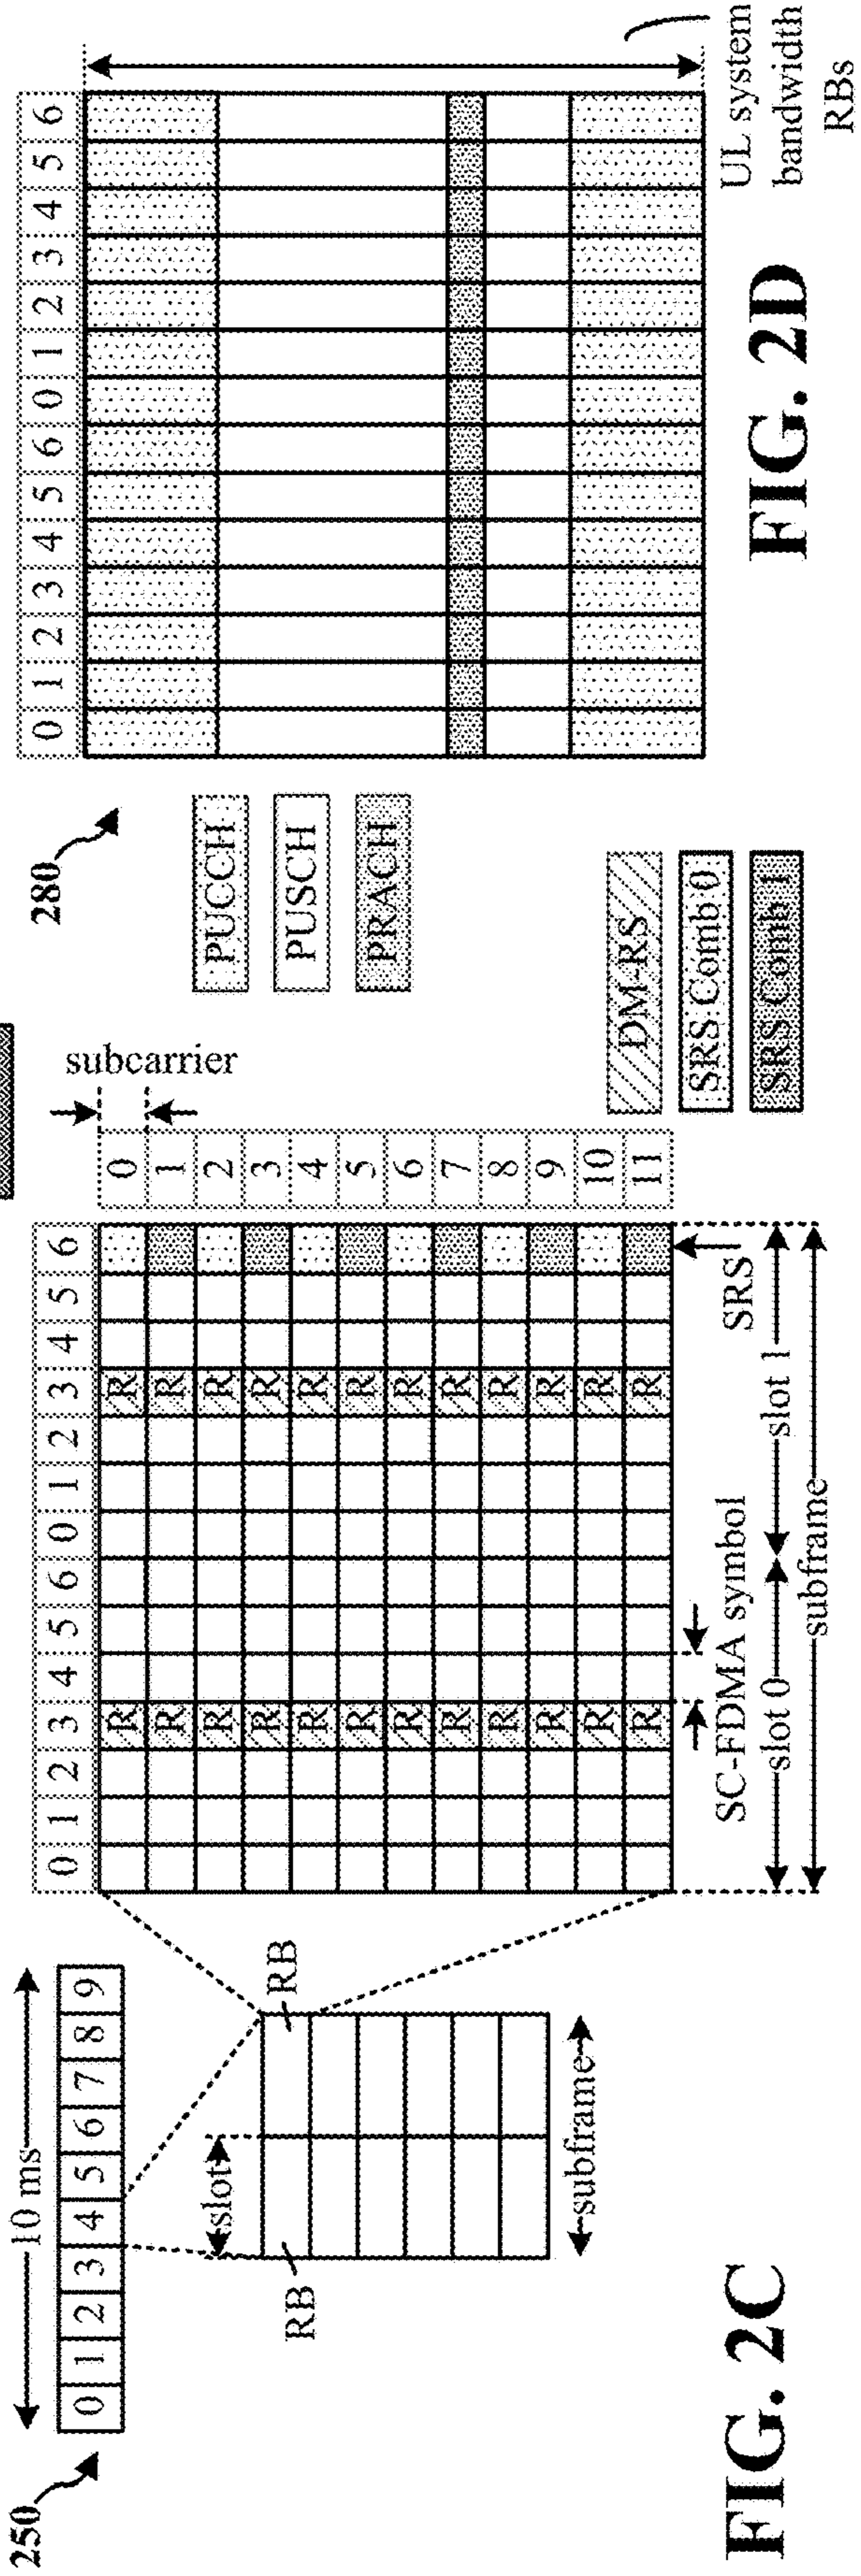 250
10 ms
0 1 2 3 4 5 6 7 8 9
RB
RB
slot
subframe
0 1 2 3 4 5 6 0 1 2 3 4 5 6
R R
R R
R R
R R
R R
R R
R R
R R
R R
R R
R R
R R
subcarrier
0
1
2
3
4
5
6
7
8
9
10
11
SC-FDMA symbol
SRS
slot 0
slot 1
subframe
DM-RS
SRS Comb 0
SRS Comb 1
FIG. 2C
280
PUCCH
PUSCH
PRACH
0 1 2 3 4 5 6 0 1 2 3 4 5 6
UL system
bandwidth
RBs
FIG. 2D